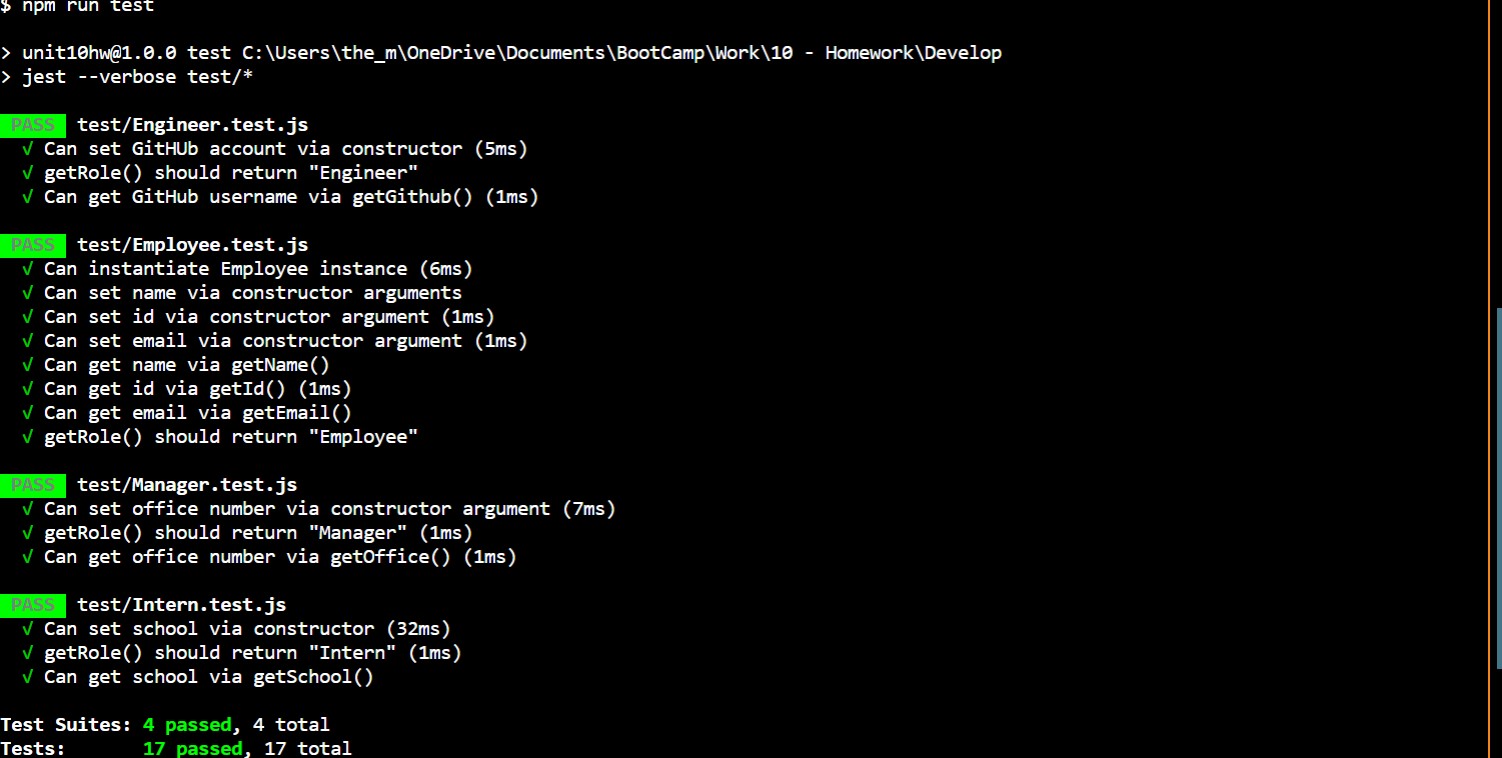 $ npm run test
> unit10hw@1.0.0 test C:\Users\the_m\OneDrive\Documents\BootCamp\Work\10 - Homework\Develop
> jest --verbose test/*
PASS test/Engineer.test.js
√ Can set GitHUb account via constructor (5ms)
√ getRole() should return "Engineer"
√ Can get GitHub username via getGithub() (1ms)
PASS test/Employee.test.js
√ Can instantiate Employee instance (6ms)
√ Can set name via constructor arguments
√ Can set id via constructor argument (1ms)
√ Can set email via constructor argument (1ms)
√ Can get name via getName()
√ Can get id via getId() (1ms)
√ Can get email via getEmail()
√ getRole() should return "Employee"
PASS test/Manager.test.js
√ Can set office number via constructor argument (7ms)
√ getRole() should return "Manager" (1ms)
√ Can get office number via getOffice() (1ms)
PASS test/Intern.test.js
√ Can set school via constructor (32ms)
√ getRole() should return "Intern" (1ms)
√ Can get school via getSchool()
Test Suites: 4 passed, 4 total
Tests: 17 passed, 17 total